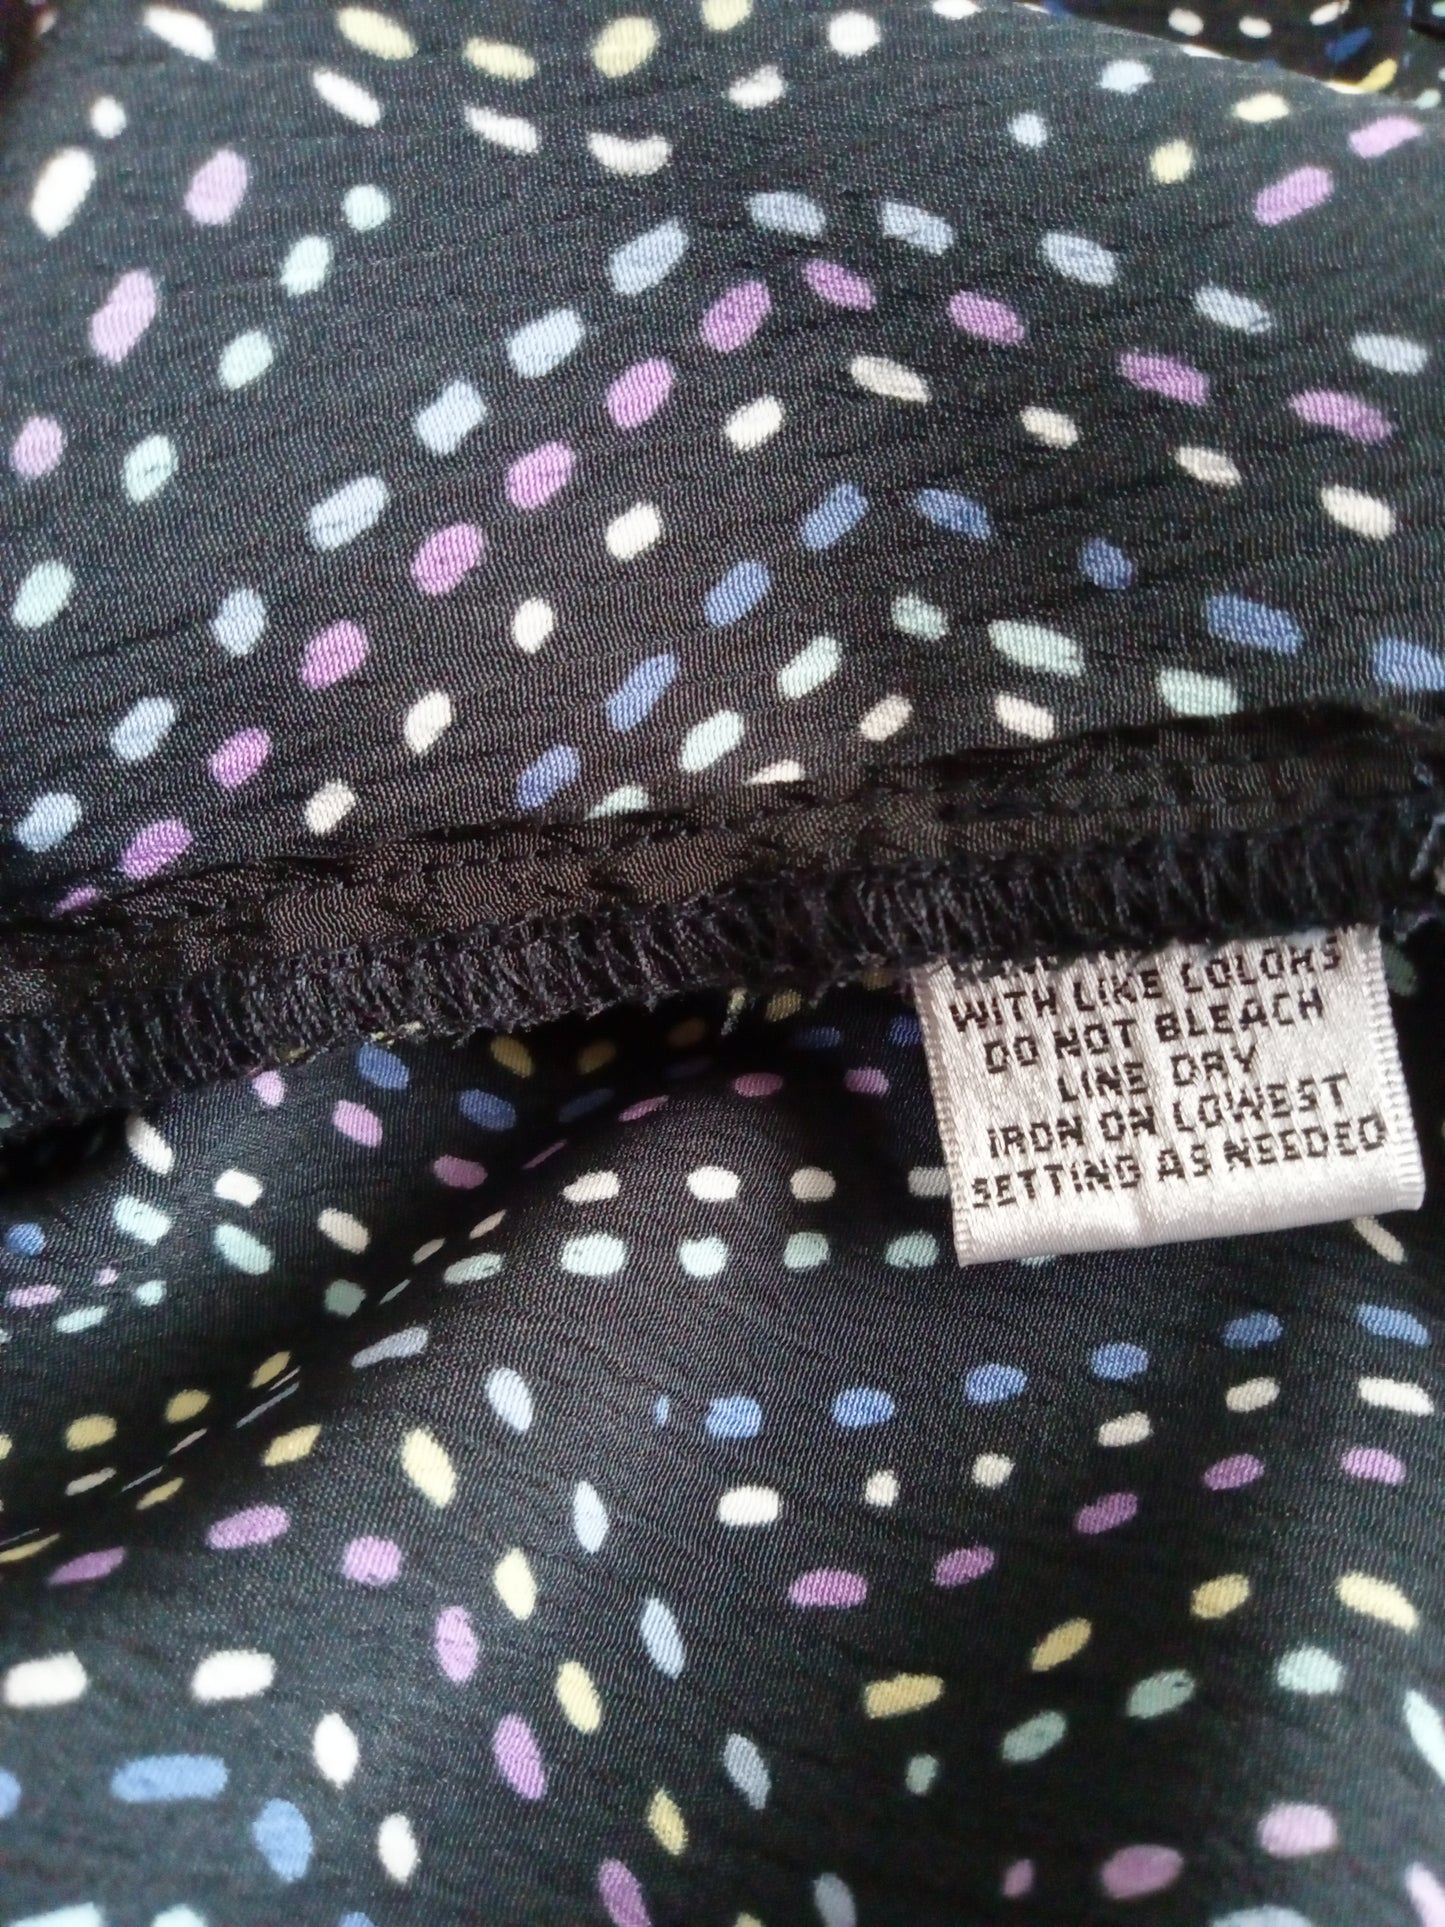 WITH LIKE COLORS
DO NOT BLEACH
LINE DRY
IRON ON LOWEST
SETTING AS NEEDED